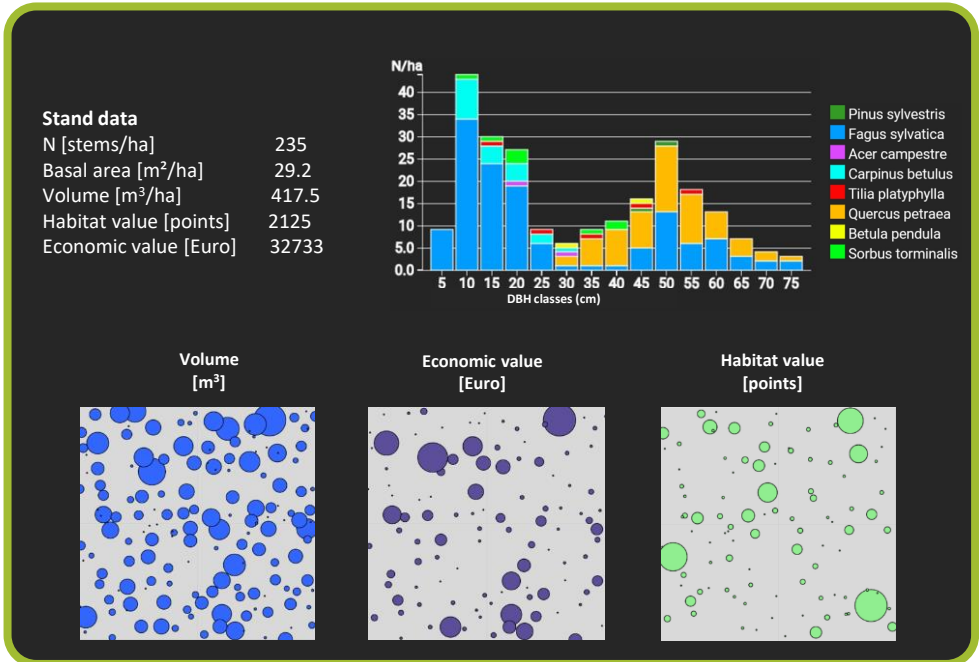 Stand data
N [stems/ha] 235
Basal area [m²/ha] 29.2
Volume [m³/ha] 417.5
Habitat value [points] 2125
Economic value [Euro] 32733
N/ha
40
35
30
25
20
15
10
5.0
0.0
5 10 15 20 25 30 35 40 45 50 55 60 65 70 75
DBH classes (cm)
Pinus sylvestris
Fagus sylvatica
Acer campestre
Carpinus betulus
Tilia platyphylla
Quercus petraea
Betula pendula
Sorbus torminalis
Volume
[m³]
Economic value
[Euro]
Habitat value
[points]